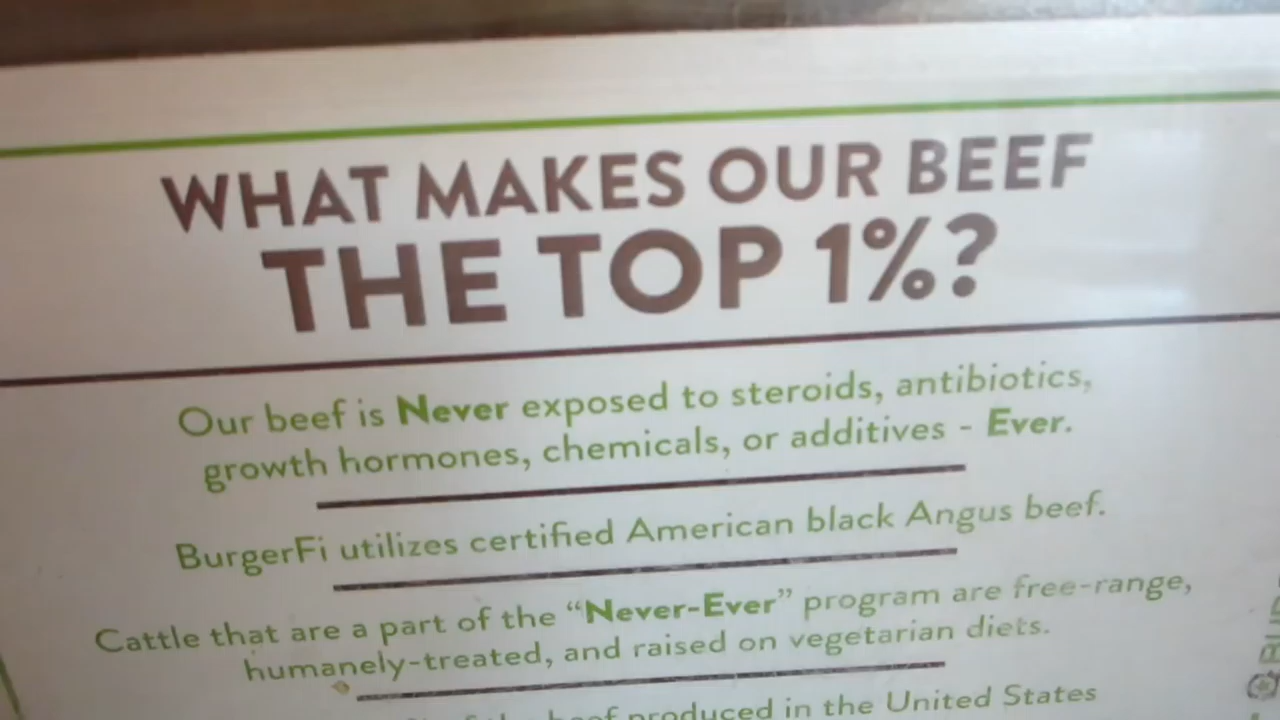 WHAT MAKES OUR BEEF
THE TOP 1%?
Our beef is Never exposed to steroids, antibiotics,
growth hormones, chemicals, or additives - Ever.
BurgerFi utilizes certified American black Angus beef.
Cattle that are a part of the “Never-Ever” program are free-range,
humanely-treated, and raised on vegetarian diets.
beef produced in the United States